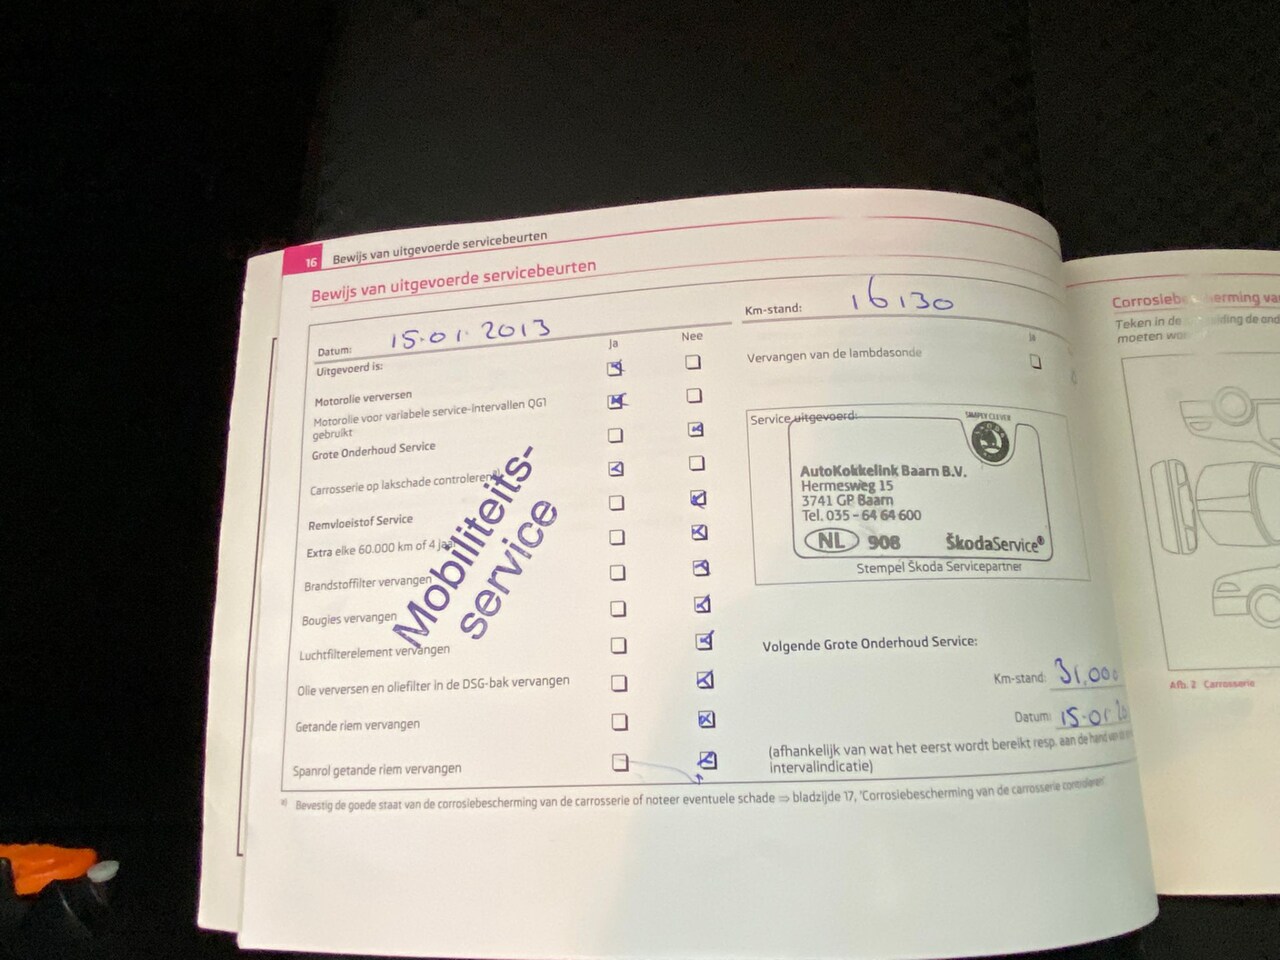 16 Bewijs van uitgevoerde servicebeurten
Bewijs van uitgevoerde servicebeurten
Datum: 15.01.2013
Km-stand: 16130
Ja Nee
Uitgevoerd is:
Motorolie verversen
Motorolie voor variabele service-intervallen QG1
gebruikt
Grote Onderhoud Service
Carrosserie op lakschade controleren a)
Remvloeistof Service
Extra elke 60.000 km of 4 jaar
Brandstoffilter vervangen
Bougies vervangen
Luchtfilterelement vervangen
Olie verversen en oliefilter in de DSG-bak vervangen
Getande riem vervangen
Spanrol getande riem vervangen
Mobiliteits-
service
Ja
Vervangen van de lambdasonde
Service uitgevoerd:
SIMPLY CLEVER
AutoKokkelink Baarn B.V.
Hermesweg 15
3741 GP Baarn
Tel. 035 - 64 64 600
NL 908 ŠkodaService®
Stempel Škoda Servicepartner
Volgende Grote Onderhoud Service:
Km-stand: 31,000
Datum: 15.01
(afhankelijk van wat het eerst wordt bereikt resp. aan de hand
intervalindicatie)
a) Bevestig de goede staat van de corrosiebescherming van de carrosserie of noteer eventuele schade ⇒ bladzijde 17, 'Corrosiebescherming van de carrosserie controleren'.
Teken in de
moeten
Afb. 2 Carrosserie